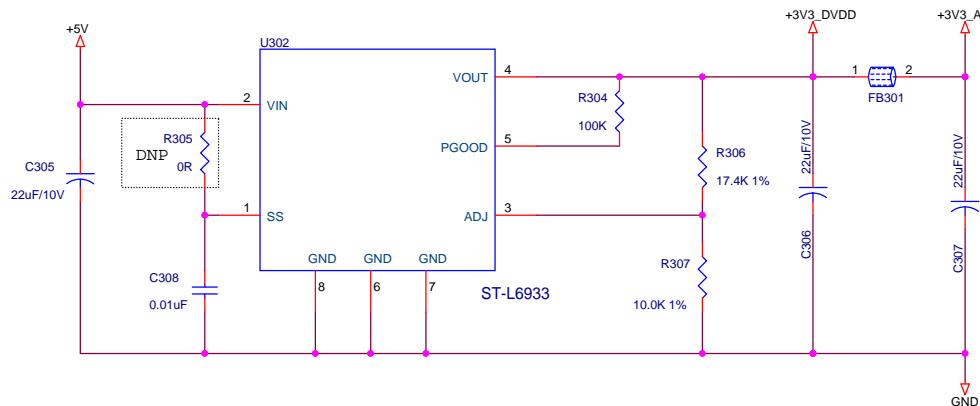 +5V
+3V3_DVDD
+3V3_A
U302
VOUT
4
1
2
FB301
2
VIN
R304
100K
R305
0R
DNP
PGOOD
5
R306
17.4K 1%
C305
22uF/10V
22uF/10V
C306
22uF/10V
C307
1
SS
ADJ
3
GND
GND
GND
8
6
7
R307
10.0K 1%
C308
0.01uF
ST-L6933
GND